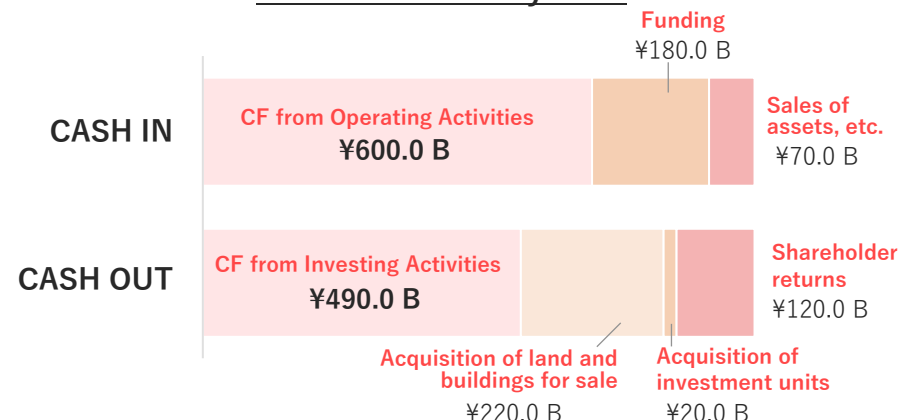 Funding
¥180.0 B
CASH IN
CF from Operating Activities
¥600.0 B
Sales of
assets, etc.
¥70.0 B
CASH OUT
CF from Investing Activities
¥490.0 B
Shareholder
returns
¥120.0 B
Acquisition of land and
buildings for sale
¥220.0 B
Acquisition of
investment units
¥20.0 B